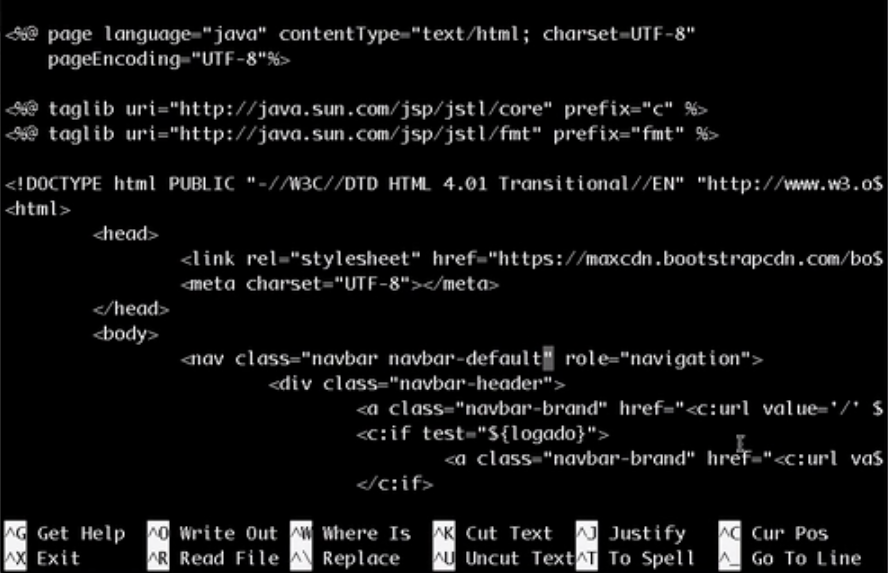 <%@ page language="java" contentType="text/html; charset=UTF-8"
pageEncoding="UTF-8"%>
<%@ taglib uri="http://java.sun.com/jsp/jstl/core" prefix="c" %>
<%@ taglib uri="http://java.sun.com/jsp/jstl/fmt" prefix="fmt" %>
<!DOCTYPE html PUBLIC "-//W3C//DTD HTML 4.01 Transitional//EN" "http://www.w3.o$
<html>
<head>
<link rel="stylesheet" href="https://maxcdn.bootstrapcdn.com/bo$
<meta charset="UTF-8"></meta>
</head>
<body>
<nav class="navbar navbar-default" role="navigation">
<div class="navbar-header">
<a class="navbar-brand" href="<c:url value='/' $
<c:if test="${logado}">
<a class="navbar-brand" href="<c:url va$
</c:if>
^G Get Help ^O Write Out ^W Where Is ^K Cut Text ^J Justify ^C Cur Pos
^X Exit ^R Read File ^\ Replace ^U Uncut Text ^T To Spell ^_ Go To Line